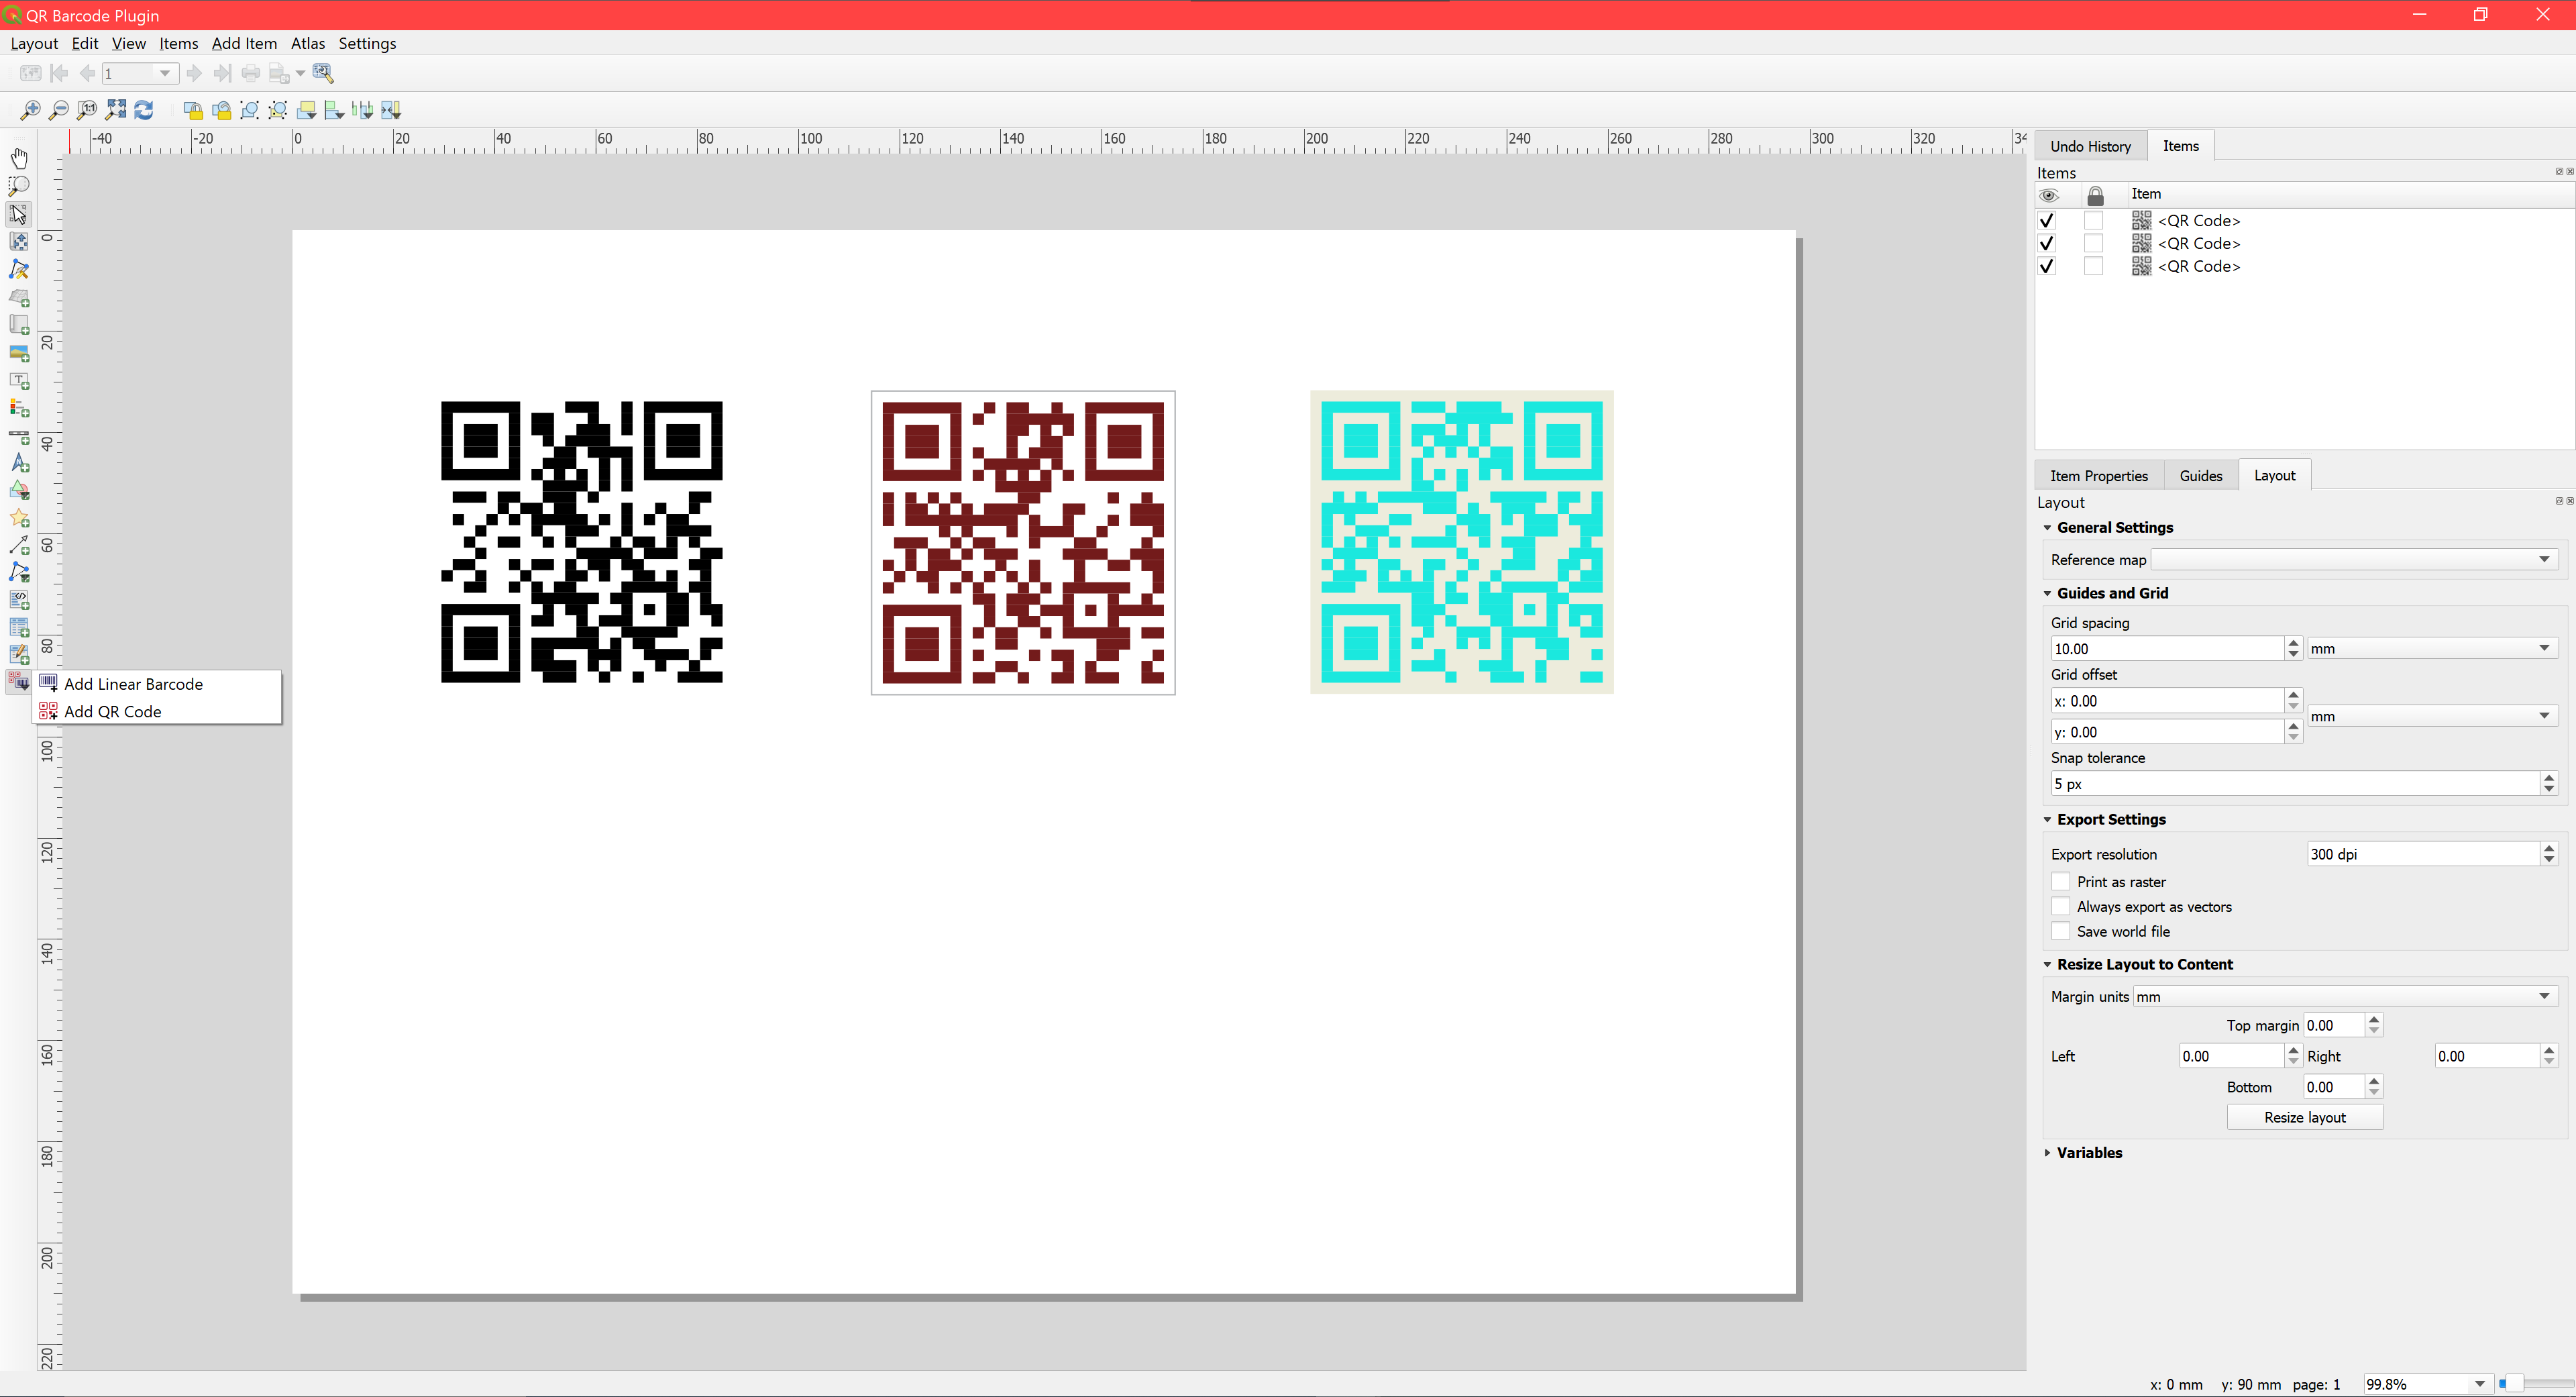 QR Barcode Plugin
Layout Edit View Items Add Item Atlas Settings
1
-40 -20 0 20 40 60 80 100 120 140 160 180 200 220 240 260 280 300 320 34
0
20
40
60
80
100
120
140
160
180
200
220
Add Linear Barcode
Add QR Code
Undo History Items
Items
Item
<QR Code>
<QR Code>
<QR Code>
Item Properties Guides Layout
Layout
General Settings
Reference map
Guides and Grid
Grid spacing
10.00 mm
Grid offset
x: 0.00
mm
y: 0.00
Snap tolerance
5 px
Export Settings
Export resolution 300 dpi
Print as raster
Always export as vectors
Save world file
Resize Layout to Content
Margin units mm
Top margin 0.00
Left 0.00 Right 0.00
Bottom 0.00
Resize layout
Variables
x: 0 mm y: 90 mm page: 1 99.8%